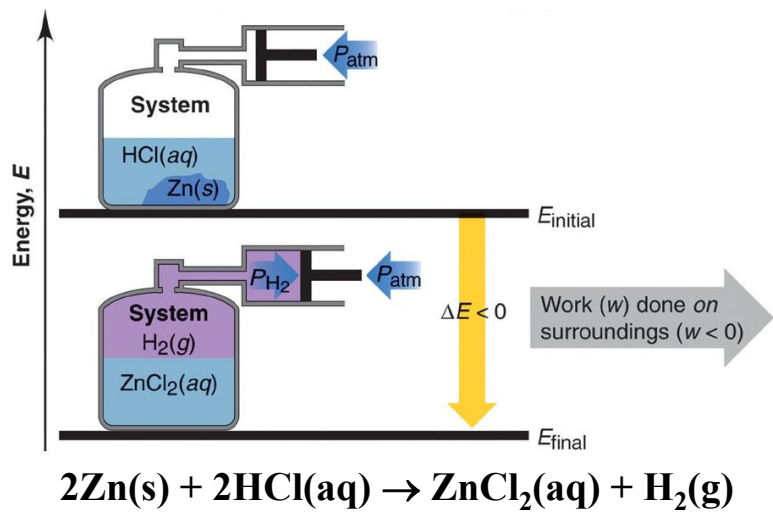 Energy, E
P_atm
System
HCl(aq)
Zn(s)
E_initial
P_H₂
P_atm
System
H₂(g)
ZnCl₂(aq)
ΔE < 0
Work (w) done on
surroundings (w < 0)
E_final
2Zn(s) + 2HCl(aq) → ZnCl₂(aq) + H₂(g)